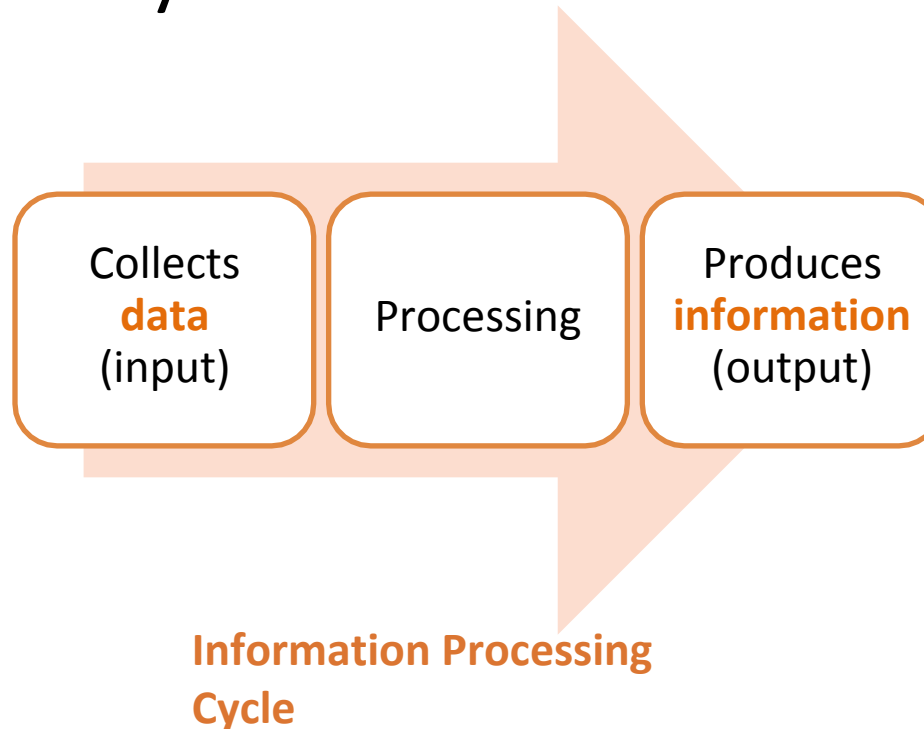 Collects
data
(input)
Processing
Produces
information
(output)
Information Processing
Cycle